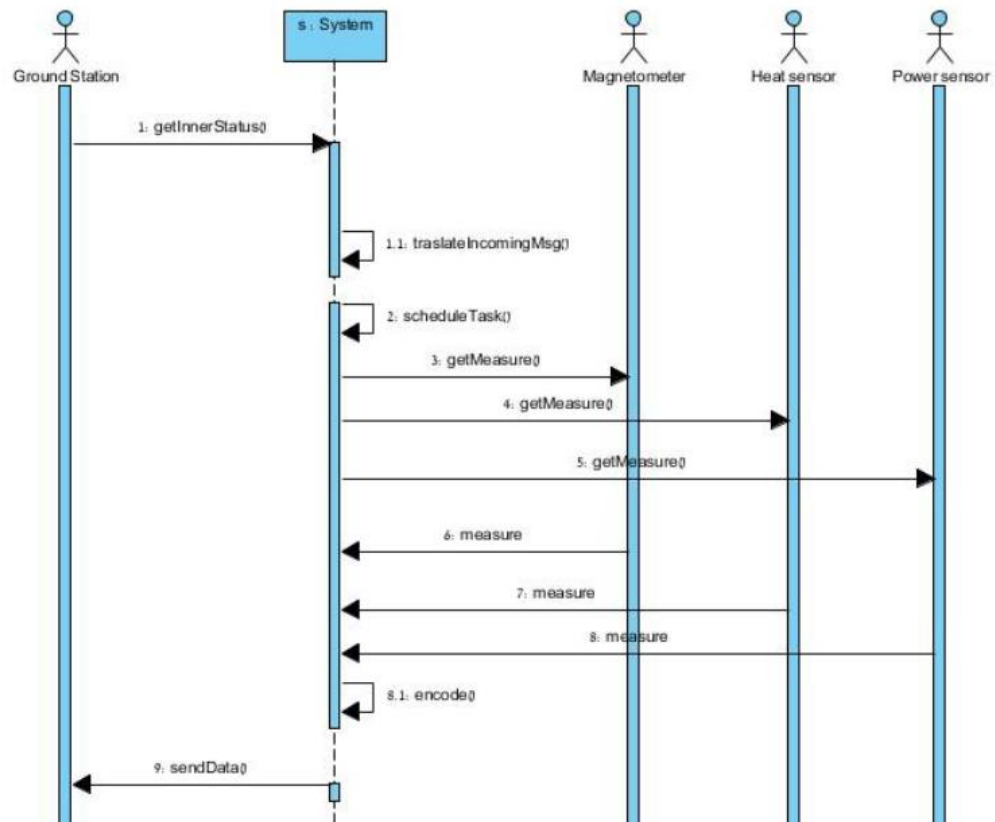 s : System
Ground Station
Magnetometer
Heat sensor
Power sensor
1: getInnerStatus()
1.1: traslateIncomingMsg()
2: scheduleTask()
3: getMeasure()
4: getMeasure()
5: getMeasure()
6: measure
7: measure
8: measure
8.1: encode()
9: sendData()